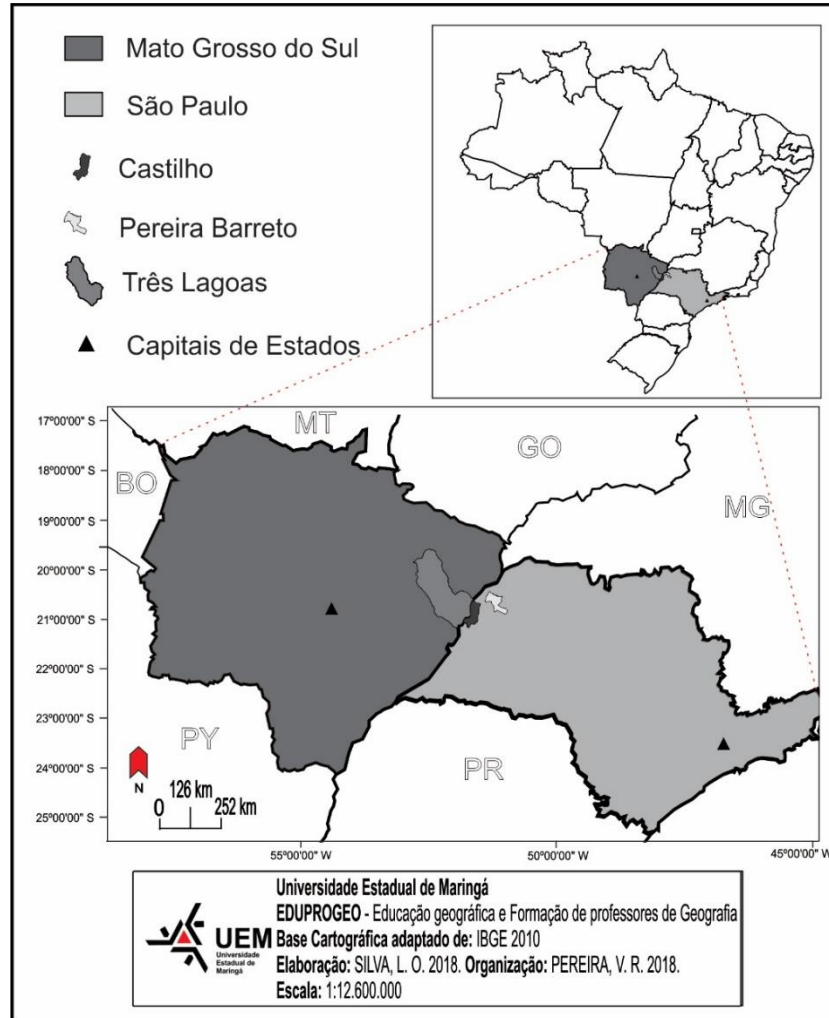 Mato Grosso do Sul
São Paulo
Castilho
Pereira Barreto
Três Lagoas
Capitais de Estados
17°00'00" S
18°00'00" S
19°00'00" S
20°00'00" S
21°00'00" S
22°00'00" S
23°00'00" S
24°00'00" S
25°00'00" S
MT
GO
BO
MG
PY
PR
N
0 126 km 252 km
55°00'00" W
50°00'00" W
45°00'00" W
UEM
Universidade
Estadual de
Maringá
Universidade Estadual de Maringá
EDUPROGEO - Educação geográfica e Formação de professores de Geografia
Base Cartográfica adaptado de: IBGE 2010
Elaboração: SILVA, L. O. 2018. Organização: PEREIRA, V. R. 2018.
Escala: 1:12.600.000